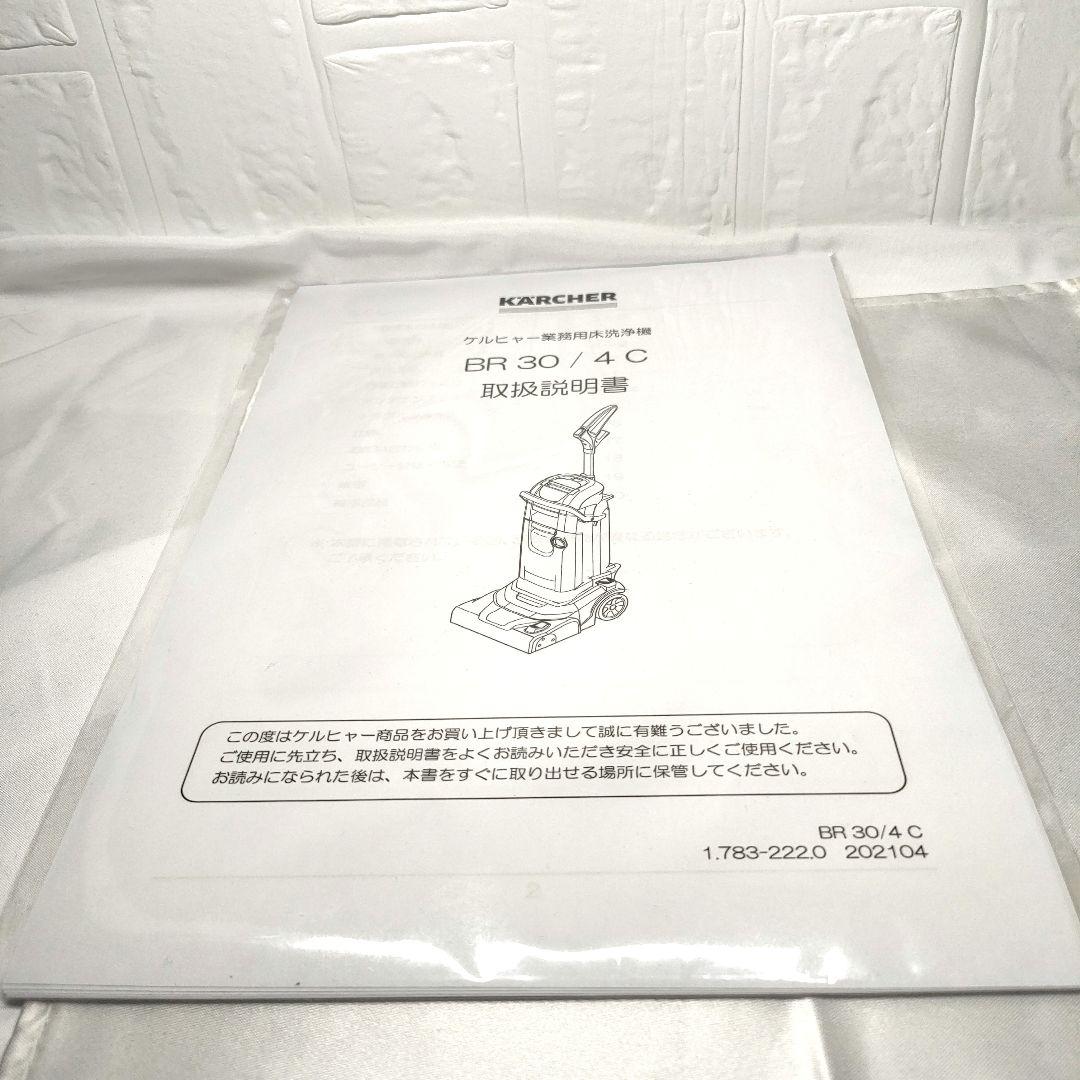 KÄRCHER
ケルヒャー業務用床洗浄機
BR 30 / 4 C
取扱説明書
この度はケルヒャー商品をお買い上げ頂きまして誠に有難うございました。
ご使用に先立ち、取扱説明書をよくお読みいただき安全に正しくご使用ください。
お読みになられた後は、本書をすぐに取り出せる場所に保管してください。
BR 30/4 C
1.783-222.0 202104
2